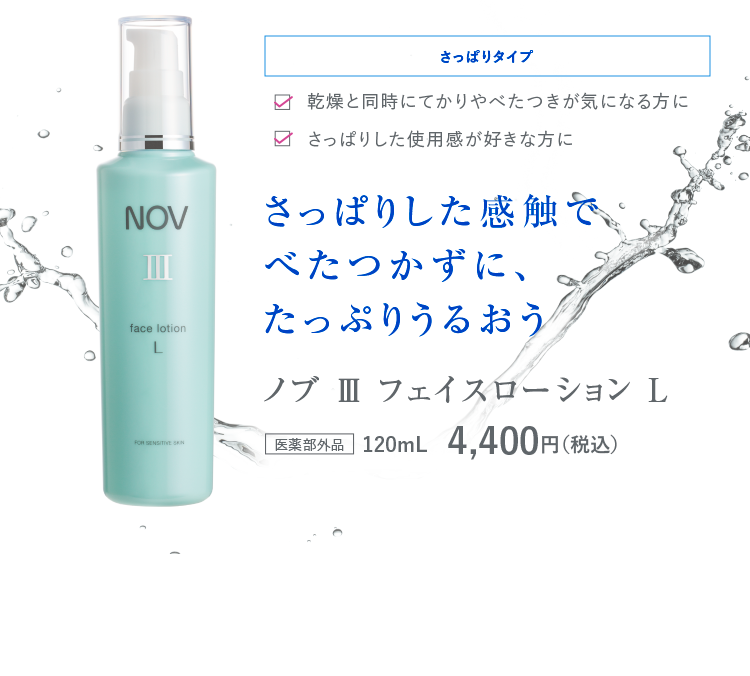 さっぱりタイプ
乾燥と同時にてかりやべたつきが気になる方に
さっぱりした使用感が好きな方に
さっぱりした感触で
べたつかずに、
たっぷりうるおう
ノブ Ⅲ フェイスローション L
医薬部外品 120mL 4,400円(税込)
NOV
Ⅲ
face lotion
L
FOR SENSITIVE SKIN